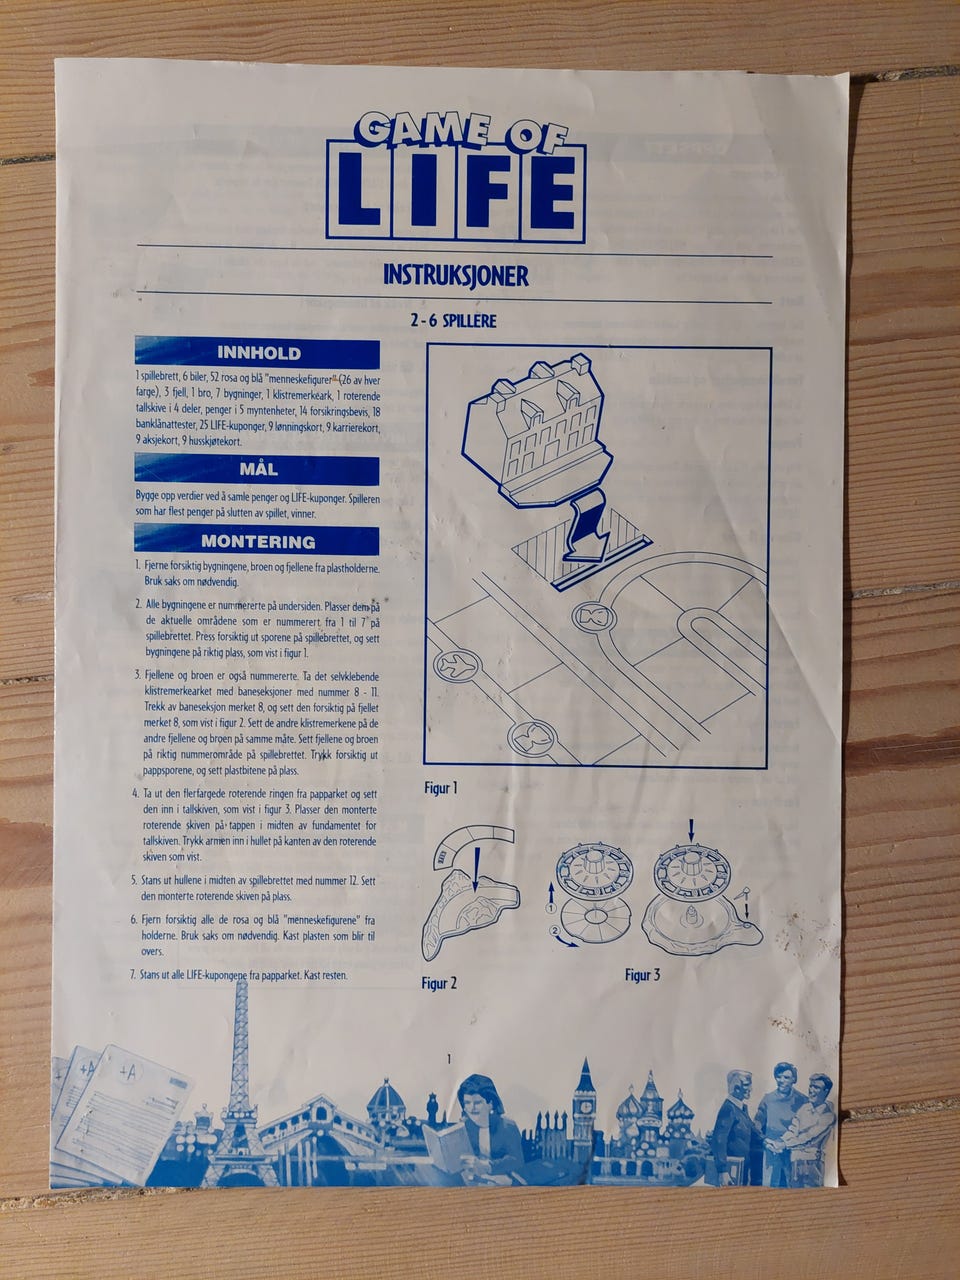 GAME OF
LIFE
INSTRUKSJONER
2 - 6 SPILLERE
INNHOLD
1 spillebrett, 6 biler, 52 rosa og blå "menneskefigurer" (26 av hver
farge), 3 fjell, 1 bro, 7 bygninger, 1 klistremerkeark, 1 roterende
tallskive i 4 deler, penger i 5 myntenheter, 14 forsikringsbevis, 18
banklånattester, 25 LIFE-kuponger, 9 lønningskort, 9 karrierekort,
9 aksjekort, 9 husskjøtekort.
MÅL
Bygge opp verdier ved å samle penger og LIFE-kuponger. Spilleren
som har flest penger på slutten av spillet, vinner.
MONTERING
1. Fjerne forsiktig bygningene, broen og fjellene fra plastholderne.
Bruk saks om nødvendig.
2. Alle bygningene er nummererte på undersiden. Plasser dem på
de aktuelle områdene som er nummerert fra 1 til 7 på
spillebrettet. Press forsiktig ut sporene på spillebrettet, og sett
bygningene på riktig plass, som vist i figur 1.
3. Fjellene og broen er også nummererte. Ta det selvklebende
klistremerkearket med baneseksjoner med nummer 8 - 11.
Trekk av baneseksjon merket 8, og sett den forsiktig på fjellet
merket 8, som vist i figur 2. Sett de andre klistremerkene på de
andre fjellene og broen på samme måte. Sett fjellene og broen
på riktig nummerområde på spillebrettet. Trykk forsiktig ut
pappsporene, og sett plastbitene på plass.
4. Ta ut den flerfargede roterende ringen fra papparket og sett
den inn i tallskiven, som vist i figur 3. Plasser den monterte
roterende skiven på tappen i midten av fundamentet for
tallskiven. Trykk armen inn i hullet på kanten av den roterende
skiven som vist.
5. Stans ut hullene i midten av spillebrettet med nummer 12. Sett
den monterte roterende skiven på plass.
6. Fjern forsiktig alle de rosa og blå "menneskefigurene" fra
holderne. Bruk saks om nødvendig. Kast plasten som blir til
overs.
7. Stans ut alle LIFE-kupongene fra papparket. Kast resten.
Figur 1
1
2
Figur 2
Figur 3
1
+A
+A
+A